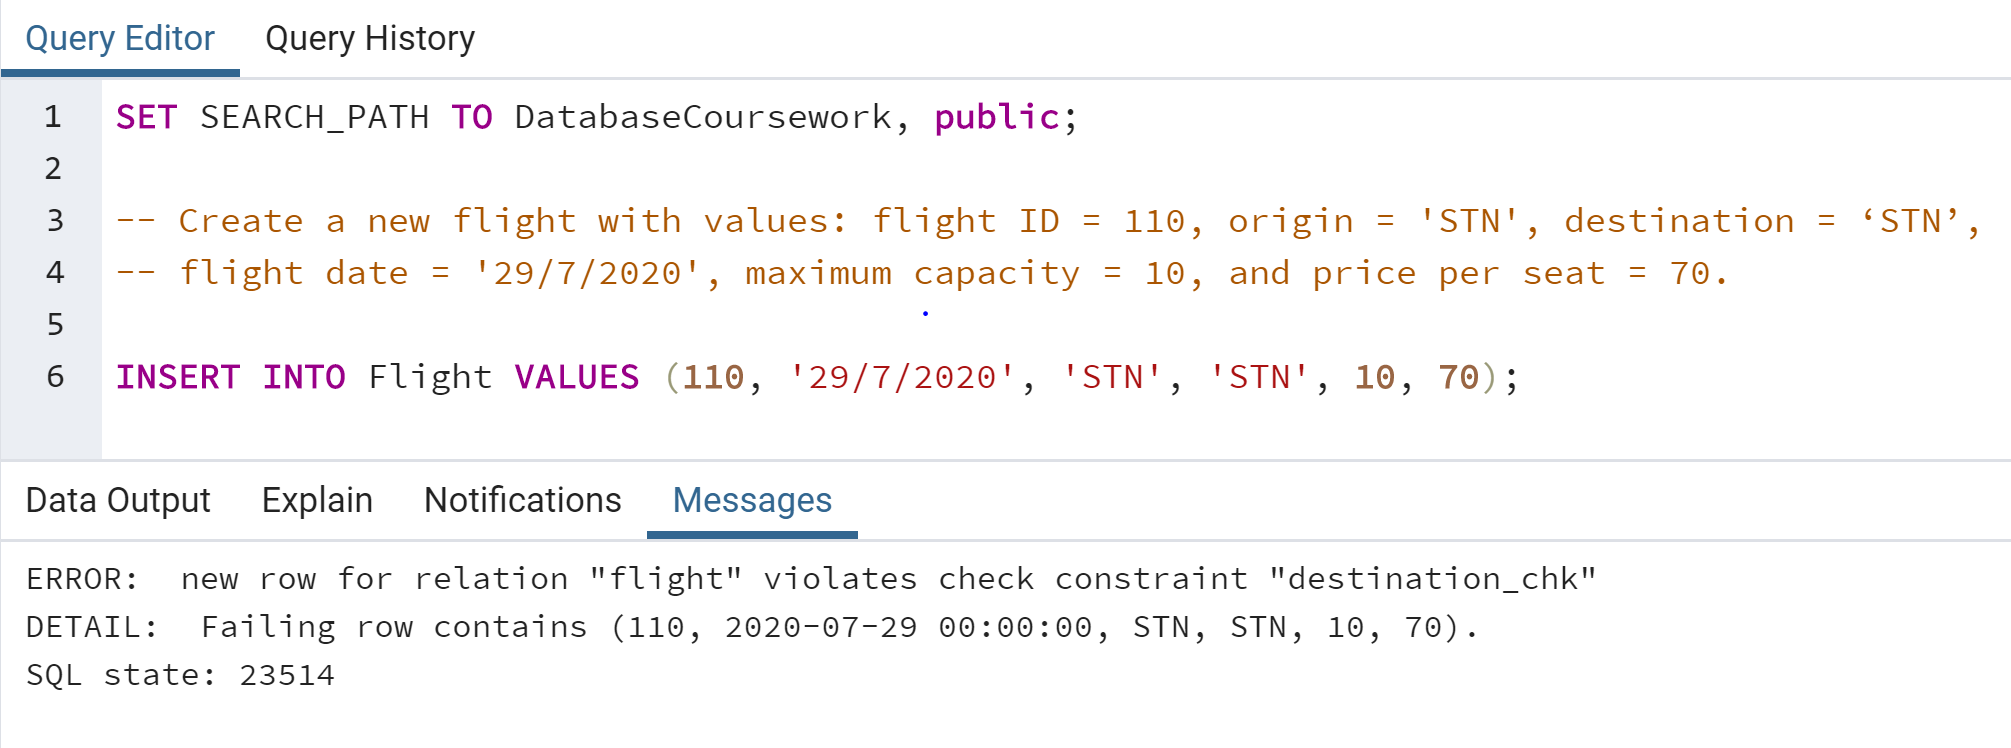 Query Editor Query History
1 SET SEARCH_PATH TO DatabaseCoursework, public;
2
3 -- Create a new flight with values: flight ID = 110, origin = 'STN', destination = ‘STN’,
4 -- flight date = '29/7/2020', maximum capacity = 10, and price per seat = 70.
5
6 INSERT INTO Flight VALUES (110, '29/7/2020', 'STN', 'STN', 10, 70);
Data Output Explain Notifications Messages
ERROR:  new row for relation "flight" violates check constraint "destination_chk"
DETAIL:  Failing row contains (110, 2020-07-29 00:00:00, STN, STN, 10, 70).
SQL state: 23514